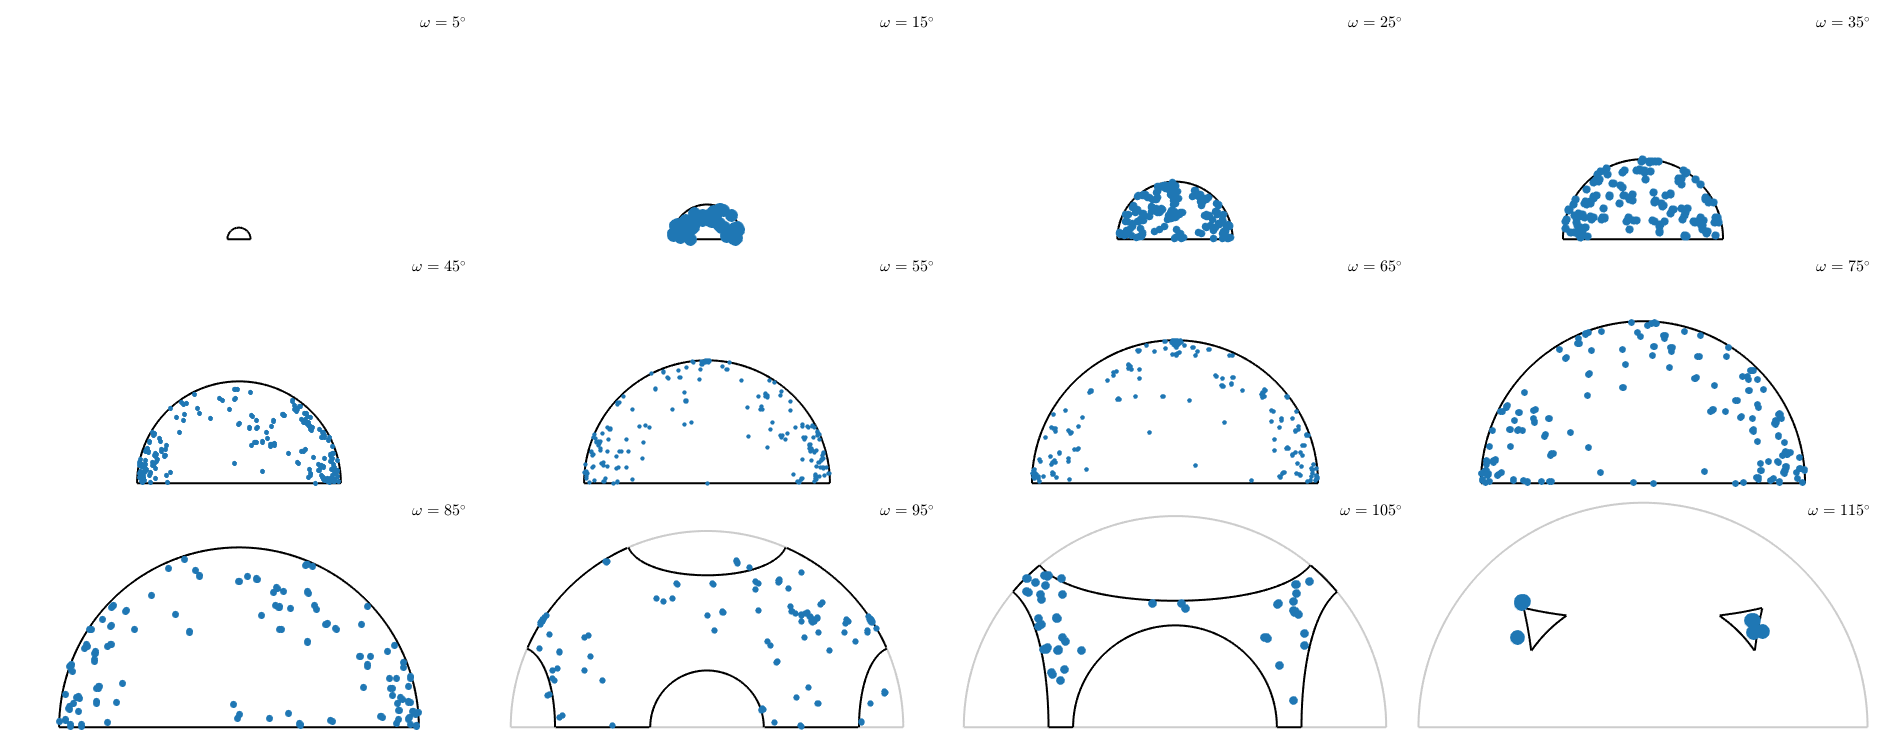 ω = 5°
ω = 15°
ω = 25°
ω = 35°
ω = 45°
ω = 55°
ω = 65°
ω = 75°
ω = 85°
ω = 95°
ω = 105°
ω = 115°